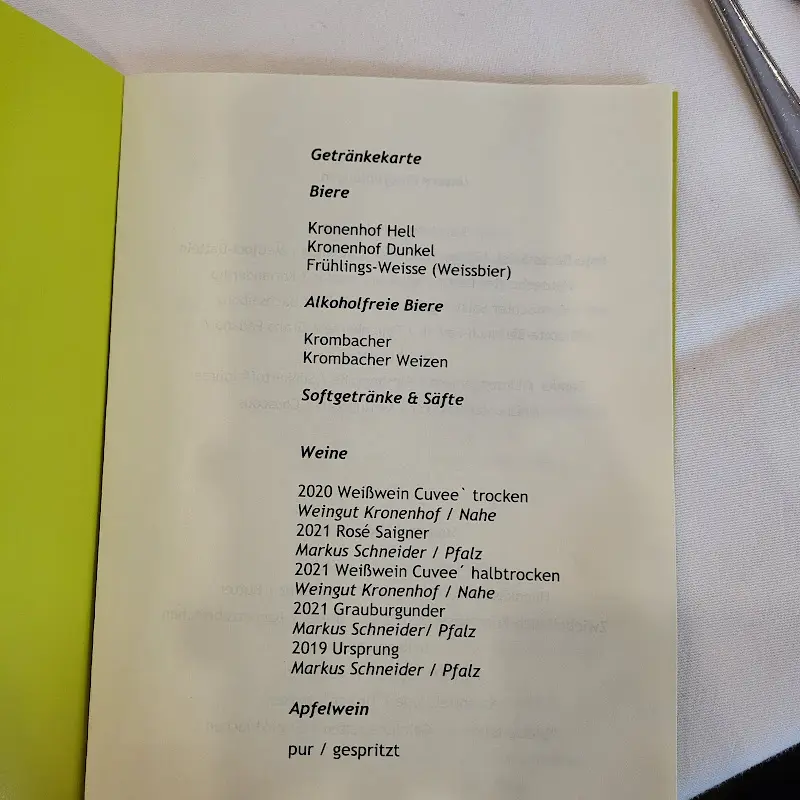 Getränkekarte
Biere
Kronenhof Hell
Kronenhof Dunkel
Frühlings-Weisse (Weissbier)
Alkoholfreie Biere
Krombacher
Krombacher Weizen
Softgetränke & Säfte
Weine
2020 Weißwein Cuvee` trocken
Weingut Kronenhof / Nahe
2021 Rosé Saigner
Markus Schneider / Pfalz
2021 Weißwein Cuvee´ halbtrocken
Weingut Kronenhof / Nahe
2021 Grauburgunder
Markus Schneider/ Pfalz
2019 Ursprung
Markus Schneider / Pfalz
Apfelwein
pur / gespritzt